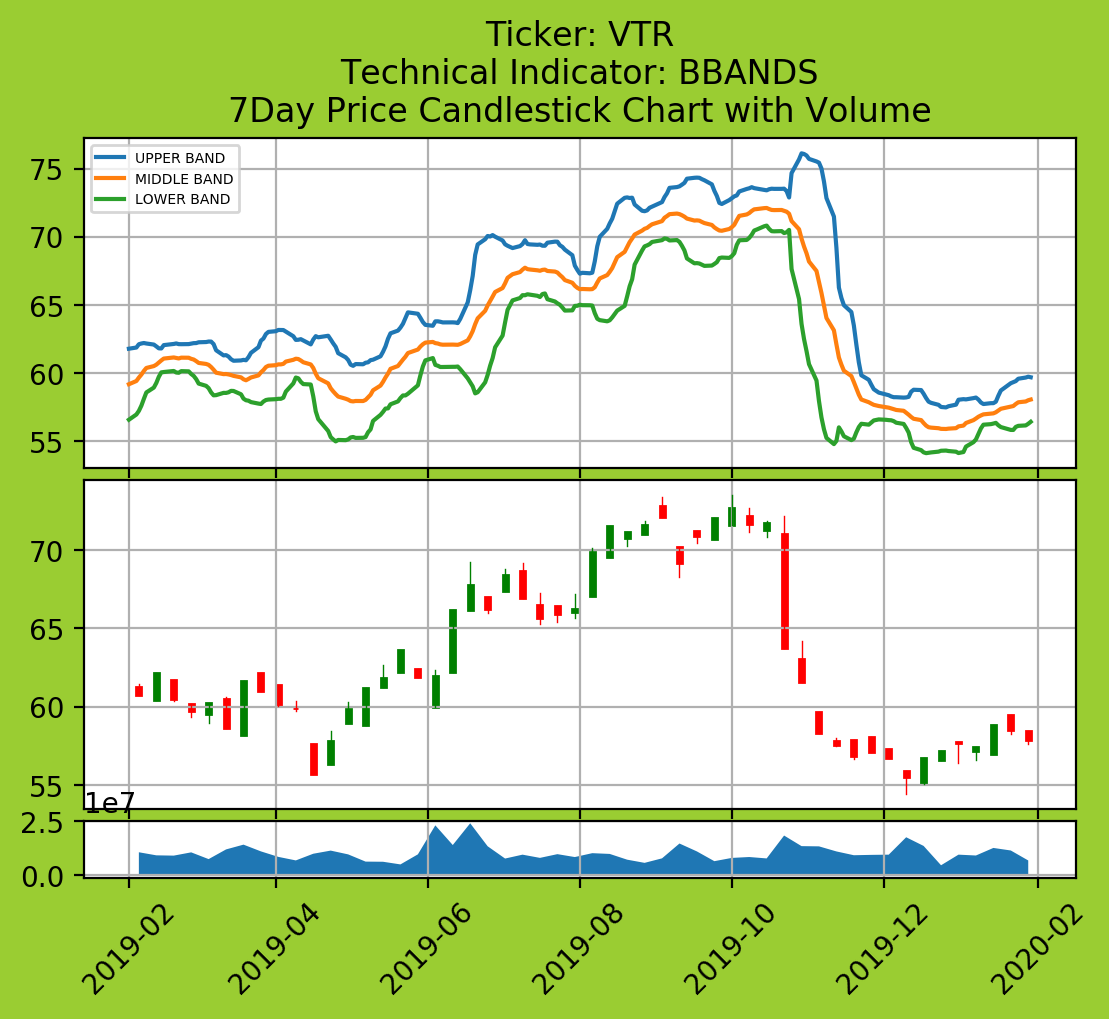 Ticker: VTR
Technical Indicator: BBANDS
7Day Price Candlestick Chart with Volume
UPPER BAND
MIDDLE BAND
LOWER BAND
75
70
65
60
55
70
65
60
55
1e7
2.5
0.0
2019-02
2019-04
2019-06
2019-08
2019-10
2019-12
2020-02